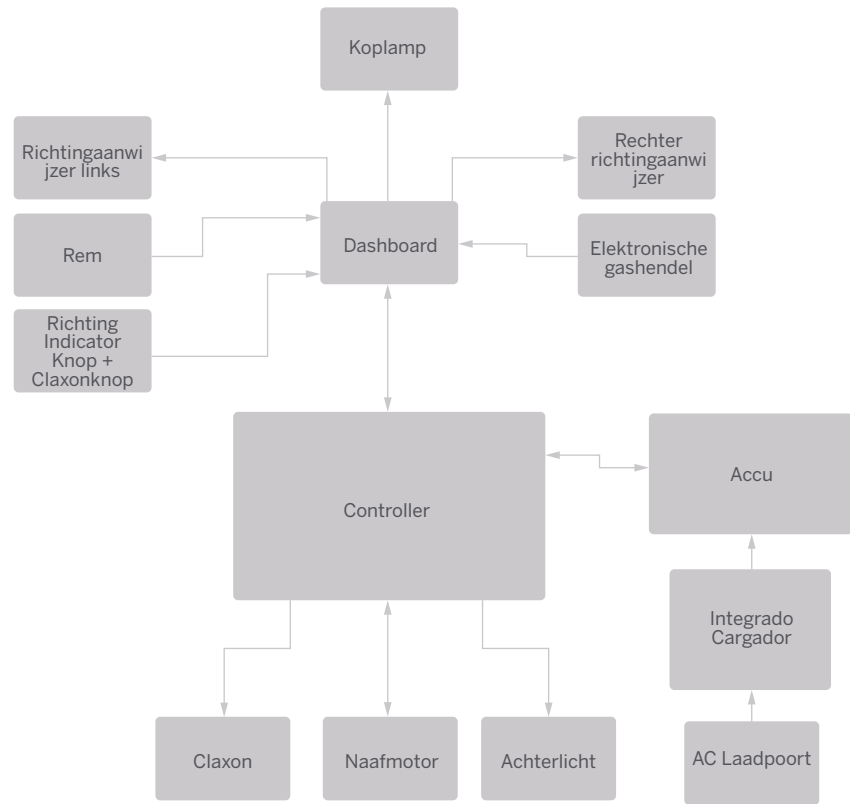 Koplamp
Richtingaanwi
jzer links
Rechter
richtingaanwi
jzer
Rem
Dashboard
Elektronische
gashendel
Richting
Indicator
Knop +
Claxonknop
Controller
Accu
Integrado
Cargador
Claxon
Naafmotor
Achterlicht
AC Laadpoort